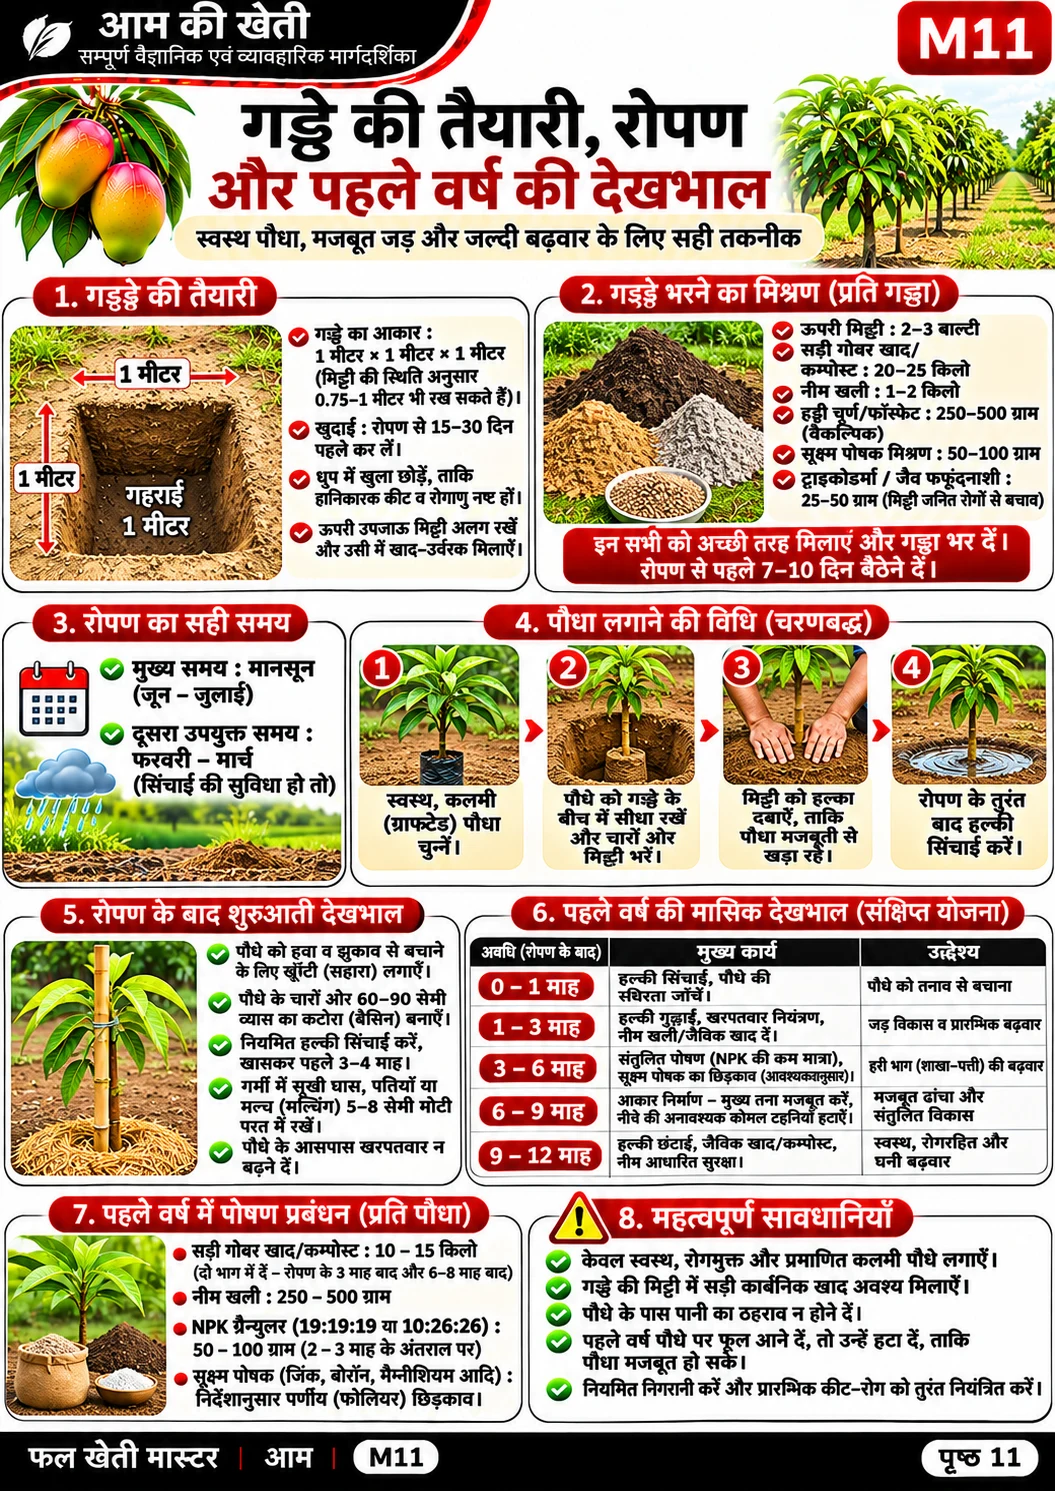 आम की खेती
सम्पूर्ण वैज्ञानिक एवं व्यावहारिक मार्गदर्शिका
M11
गड्ढे की तैयारी, रोपण
और पहले वर्ष की देखभाल
स्वस्थ पौधा, मजबूत जड़ और जल्दी बढ़वार के लिए सही तकनीक
1. गड्ढे की तैयारी
1 मीटर
1 मीटर
गहराई
1 मीटर
गड्ढे का आकार :
1 मीटर × 1 मीटर × 1 मीटर
(मिट्टी की स्थिति अनुसार
0.75–1 मीटर भी रख सकते हैं)।
खुदाई : रोपण से 15–30 दिन
पहले कर लें।
धूप में खुला छोड़ें, ताकि
हानिकारक कीट व रोगाणु नष्ट हों।
ऊपरी उपजाऊ मिट्टी अलग रखें
और उसी में खाद–उर्वरक मिलाएँ।
2. गड्ढे भरने का मिश्रण (प्रति गड्ढा)
ऊपरी मिट्टी : 2–3 बाल्टी
सड़ी गोबर खाद/
कम्पोस्ट : 20–25 किलो
नीम खली : 1–2 किलो
हड्डी चूर्ण/फॉस्फेट : 250–500 ग्राम
(वैकल्पिक)
सूक्ष्म पोषक मिश्रण : 50–100 ग्राम
ट्राइकोडर्मा / जैव फफूंदनाशी :
25–50 ग्राम (मिट्टी जनित रोगों से बचाव)
इन सभी को अच्छी तरह मिलाएं और गड्ढा भर दें।
रोपण से पहले 7–10 दिन बैठेने दें।
3. रोपण का सही समय
मुख्य समय : मानसून
(जून – जुलाई)
दूसरा उपयुक्त समय :
फरवरी – मार्च
(सिंचाई की सुविधा हो तो)
4. पौधा लगाने की विधि (चरणबद्ध)
1
2
3
4
स्वस्थ, कलमी
(ग्राफटेड) पौधा
चुनें।
पौधे को गड्ढे के
बीच में सीधा रखें
और चारों ओर
मिट्टी भरें।
मिट्टी को हल्का
दबाएँ, ताकि
पौधा मजबूती से
खड़ा रहे।
रोपण के तुरंत
बाद हल्की
सिंचाई करें।
5. रोपण के बाद शुरुआती देखभाल
पौधे को हवा व झुकाव से बचाने
के लिए खूँटी (सहारा) लगाएँ।
पौधे के चारों ओर 60–90 सेमी
व्यास का कटोरा (बैसिन) बनाएँ।
नियमित हल्की सिंचाई करें,
खासकर पहले 3–4 माह।
गर्मी में सूखी घास, पतियों या
मल्च (मल्चिंग) 5–8 सेमी मोटी
परत में रखें।
पौधे के आसपास खरपतवार न
बढ़ने दें।
6. पहले वर्ष की मासिक देखभाल (संक्षिप्त योजना)
अवधि (रोपण के बाद) मुख्य कार्य उद्देश्य
0 – 1 माह
हल्की सिंचाई, पौधे की
स्थिरता जाँचें।
पौधे को तनाव से बचाना
1 – 3 माह
हल्की गुड़ाई, खरपतवार नियंत्रण,
नीम खली/जैविक खाद दें।
जड़ विकास व प्रारम्भिक बढ़वार
3 – 6 माह
संतुलित पोषण (NPK की कम मात्रा),
सूक्ष्म पोषक का छिड़काव
हरी भाग (शाखा–पत्ती) की बढ़वार
6 – 9 माह
आकार निर्माण – मुख्य तना मजबूत करें,
नीचे की अनावश्यक कोमल टहनियाँ हटाएँ।
मजबूत ढांचा और
संतुलित विकास
9 – 12 माह
हल्की छंटाई, जैविक खाद/कम्पोस्ट,
नीम आधारित सुरक्षा।
स्वस्थ, रोगरहित और
घनी बढ़वार
7. पहले वर्ष में पोषण प्रबंधन (प्रति पौधा)
सड़ी गोबर खाद/कम्पोस्ट : 10 – 15 किलो
(दो भाग में दें – रोपण के 3 माह बाद और 6–8 माह बाद)
नीम खली : 250 – 500 ग्राम
NPK ग्रैन्युलर (19:19:19 या 10:26:26) :
50 – 100 ग्राम (2 – 3 माह के अंतराल पर)
सूक्ष्म पोषक (जिंक, बोरॉन, मैग्नीशियम आदि) :
निर्देशानुसार पर्णीय (फोलियर) छिड़काव।
8. महत्वपूर्ण सावधानियाँ
केवल स्वस्थ, रोगमुक्त और प्रमाणित कलमी पौधे लगाएँ।
गड्ढे की मिट्टी में सड़ी कार्बनिक खाद अवश्य मिलाएँ।
पौधे के पास पानी का ठहराव न होने दें।
पहले वर्ष पौधे पर फूल आने दें, तो उन्हें हटा दें, ताकि
पौधा मजबूत हो सके।
नियमित निगरानी करें और प्रारम्भिक कीट–रोग को तुरंत नियंत्रित करें।
फल खेती मास्टर | आम | M11
पृष्ठ 11